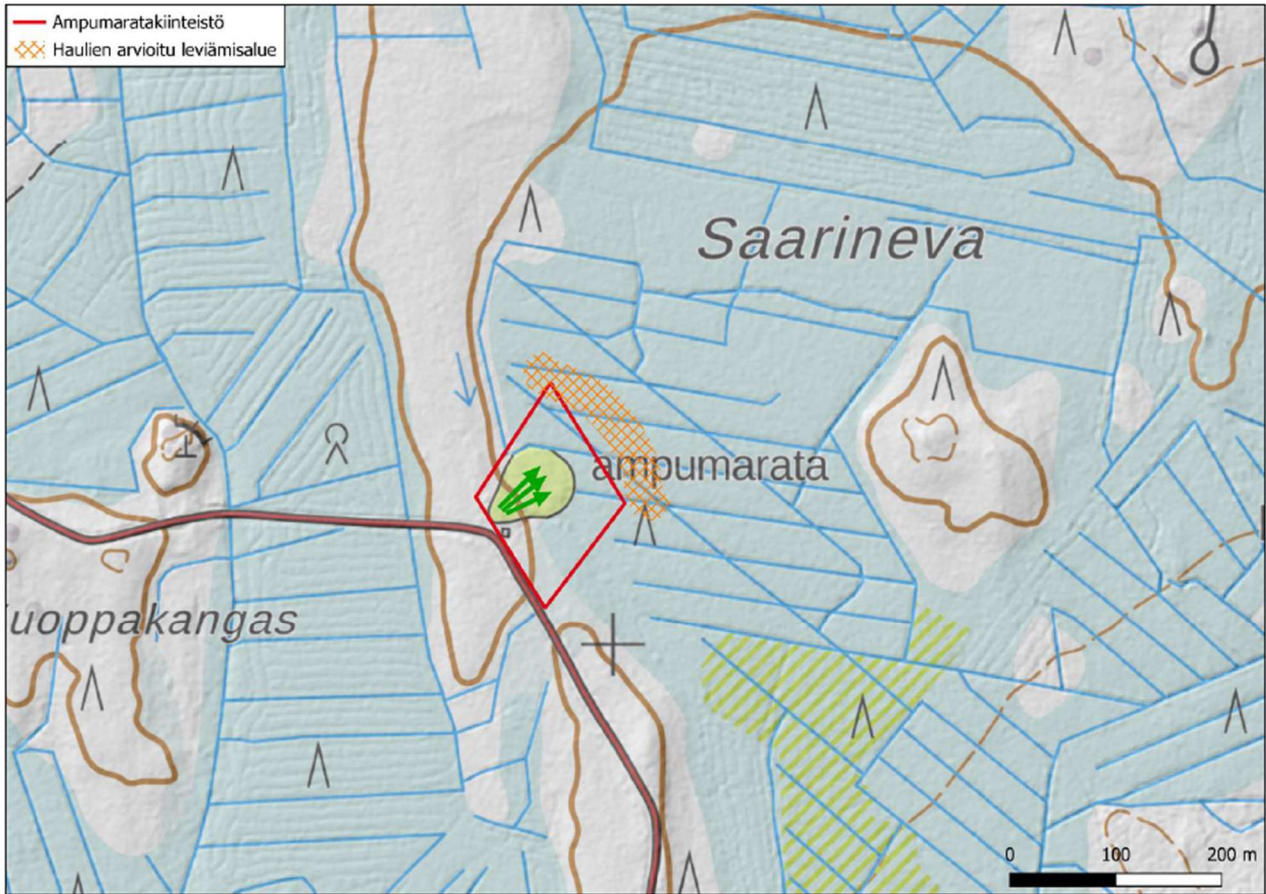 Ampumaratakiinteistö
Haulien arvioitu leviämisalue
Saarineva
ampumarata
uoppakangas
0 100 200 m